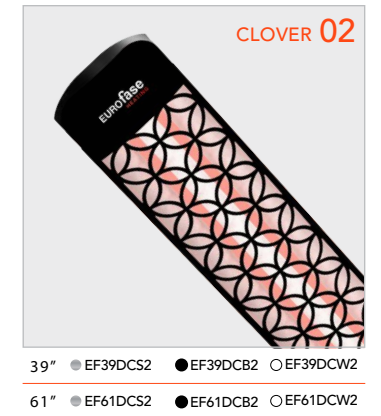 CLOVER 02
EUROfase
HEATING
39" EF39DCS2 EF39DCB2 EF39DCW2
61" EF61DCS2 EF61DCB2 EF61DCW2